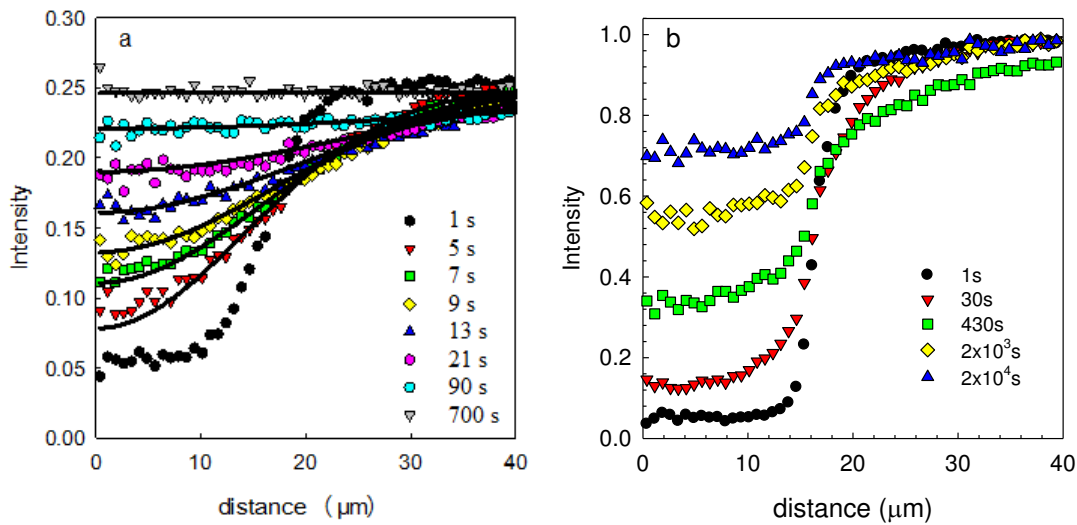 a
Intensity
0.30
0.25
0.20
0.15
0.10
0.05
0.00
1 s
5 s
7 s
9 s
13 s
21 s
90 s
700 s
0 10 20 30 40
distance （μm）
b
Intensity
1.0
0.8
0.6
0.4
0.2
0.0
1s
30s
430s
2x10³s
2x10⁴s
0 10 20 30 40
distance (μm)